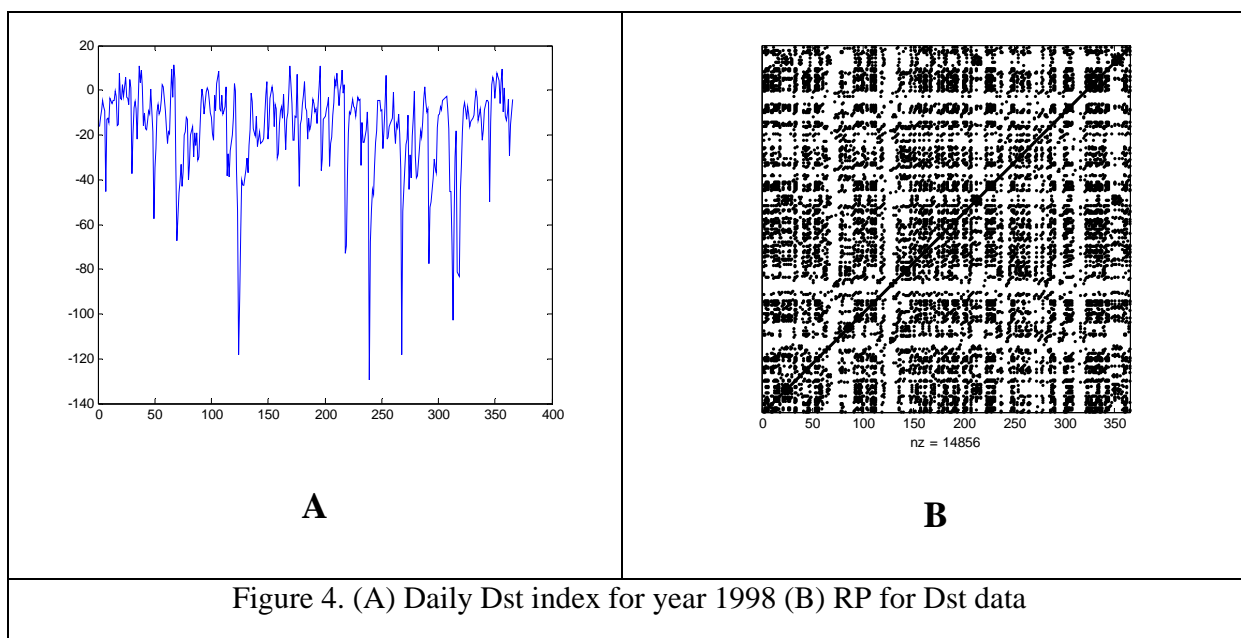 20
0
-20
-40
-60
-80
-100
-120
-140
0 50 100 150 200 250 300 350 400
A
0 50 100 150 200 250 300 350
nz = 14856
B
Figure 4. (A) Daily Dst index for year 1998 (B) RP for Dst data